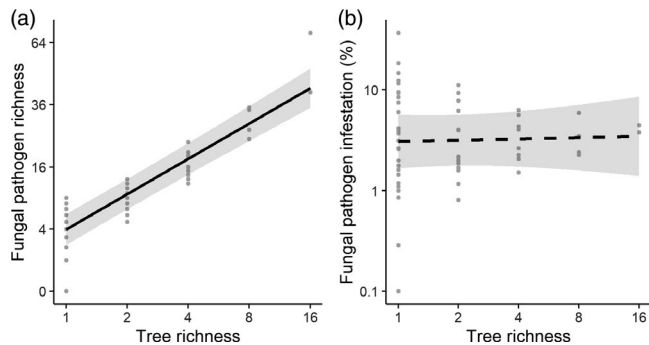 (a)
Fungal pathogen richness
64
36
16
4
0
1 2 4 8 16
Tree richness
(b)
Fungal pathogen infestation (%)
10
1
0.1
1 2 4 8 16
Tree richness